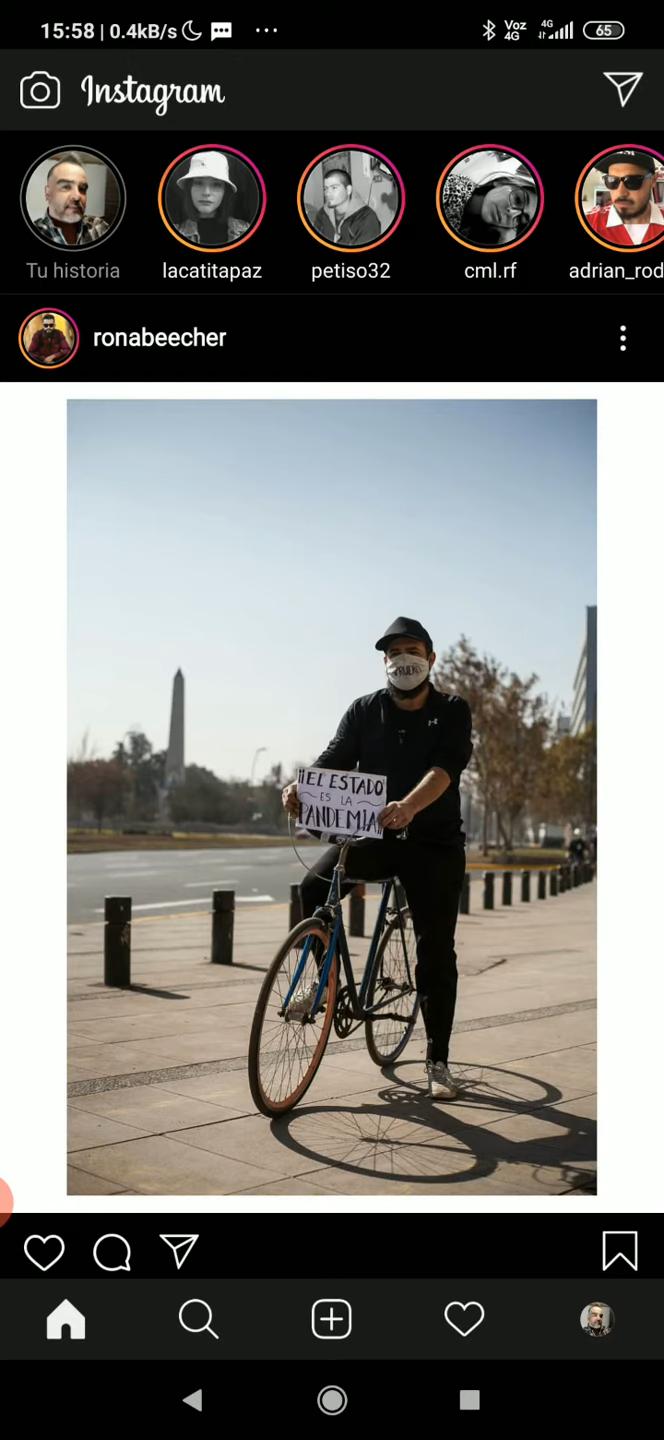 15:58 | 0.4kB/s
Voz
4G
4G
65
Instagram
Tu historia
lacatitapaz
petiso32
cml.rf
adrian_rod
ronabeecher
¡¡EL ESTADO
ES LA
PANDEMIA!!